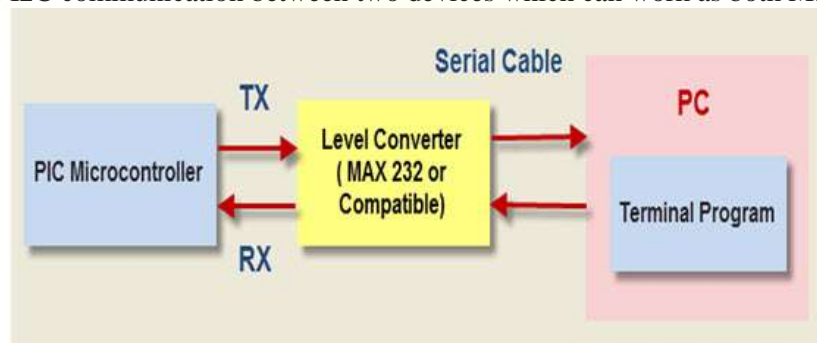 Serial Cable
TX
PC
PIC Microcontroller
Level Converter
( MAX 232 or
Compatible)
Terminal Program
RX